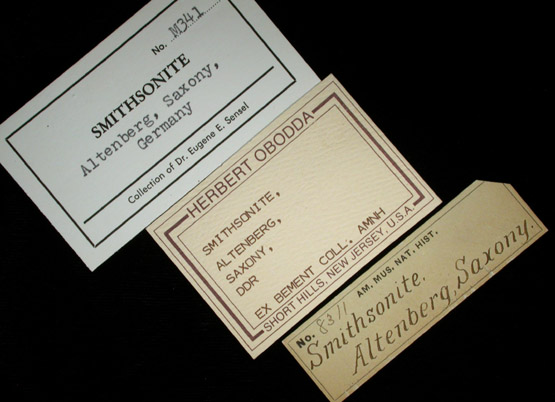 No. M341
SMITHSONITE
Altenberg, Saxony,
Germany
Collection of Dr. Eugene E. Sensel
HERBERT OBODDA
SMITHSONITE,
ALTENBERG,
SAXONY,
DDR
EX BEMENT COLL., AMNH
SHORT HILLS, NEW JERSEY, U.S.A.
AM. MUS. NAT. HIST.
No. 8311
Smithsonite.
Altenberg, Saxony.